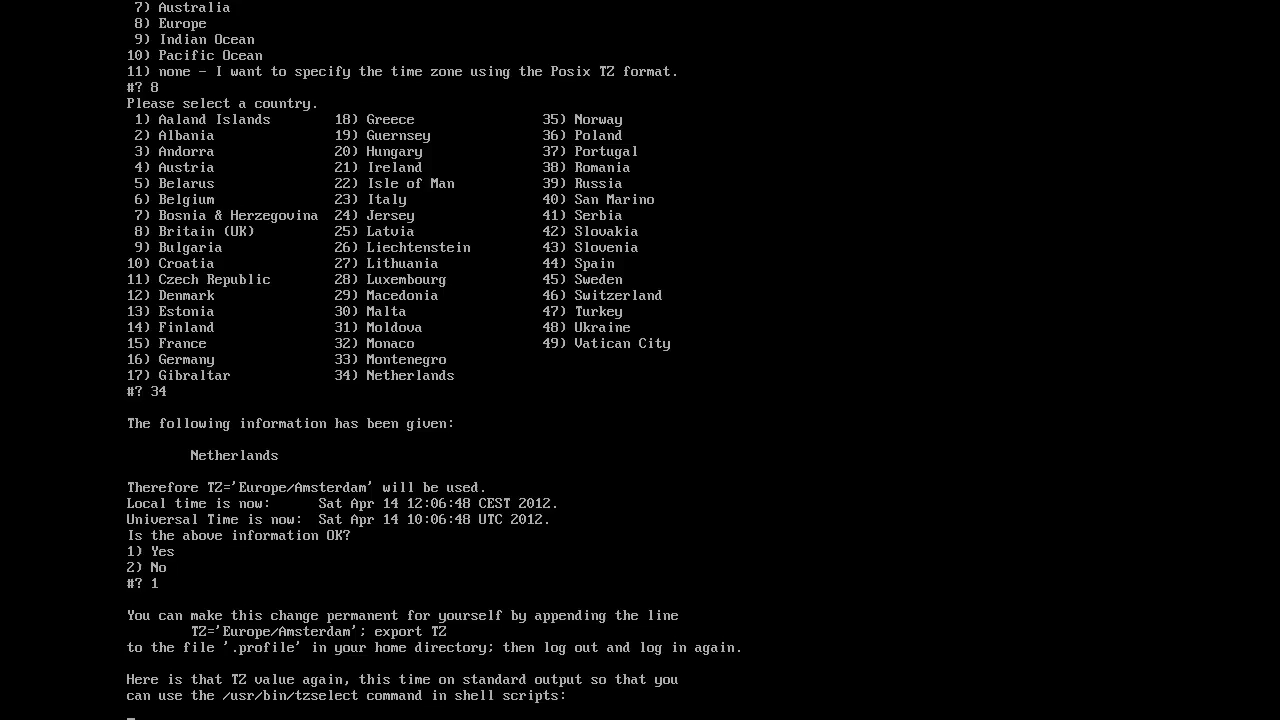 7) Australia
 8) Europe
 9) Indian Ocean
10) Pacific Ocean
11) none - I want to specify the time zone using the Posix TZ format.
#? 8
Please select a country.
 1) Aaland Islands        18) Greece                35) Norway
 2) Albania               19) Guernsey              36) Poland
 3) Andorra               20) Hungary               37) Portugal
 4) Austria               21) Ireland               38) Romania
 5) Belarus               22) Isle of Man           39) Russia
 6) Belgium               23) Italy                 40) San Marino
 7) Bosnia & Herzegovina  24) Jersey                41) Serbia
 8) Britain (UK)          25) Latvia                42) Slovakia
 9) Bulgaria              26) Liechtenstein         43) Slovenia
10) Croatia               27) Lithuania             44) Spain
11) Czech Republic        28) Luxembourg            45) Sweden
12) Denmark               29) Macedonia             46) Switzerland
13) Estonia               30) Malta                 47) Turkey
14) Finland               31) Moldova               48) Ukraine
15) France                32) Monaco                49) Vatican City
16) Germany               33) Montenegro
17) Gibraltar             34) Netherlands
#? 34
The following information has been given:
        Netherlands
Therefore TZ='Europe/Amsterdam' will be used.
Local time is now:      Sat Apr 14 12:06:48 CEST 2012.
Universal Time is now:  Sat Apr 14 10:06:48 UTC 2012.
Is the above information OK?
1) Yes
2) No
#? 1
You can make this change permanent for yourself by appending the line
        TZ='Europe/Amsterdam'; export TZ
to the file '.profile' in your home directory; then log out and log in again.
Here is that TZ value again, this time on standard output so that you
can use the /usr/bin/tzselect command in shell scripts: